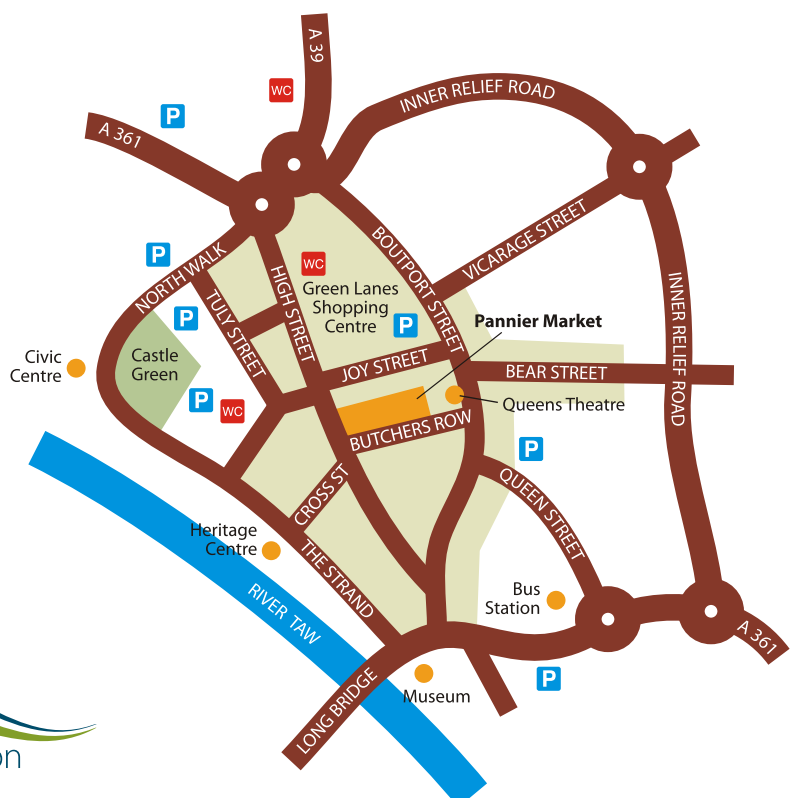 A 39
WC
P
INNER RELIEF ROAD
A 361
BOUTPORT STREET
VICARAGE STREET
P
NORTH WALK
WC
HIGH STREET
TULY STREET
Green Lanes
Shopping
Centre
P
P
INNER RELIEF ROAD
Pannier Market
Civic
Centre
Castle
Green
JOY STREET
BEAR STREET
P
WC
Queens Theatre
BUTCHERS ROW
P
CROSS ST
QUEEN STREET
Heritage
Centre
THE STRAND
Bus
Station
RIVER TAW
A 361
P
Museum
LONG BRIDGE
on